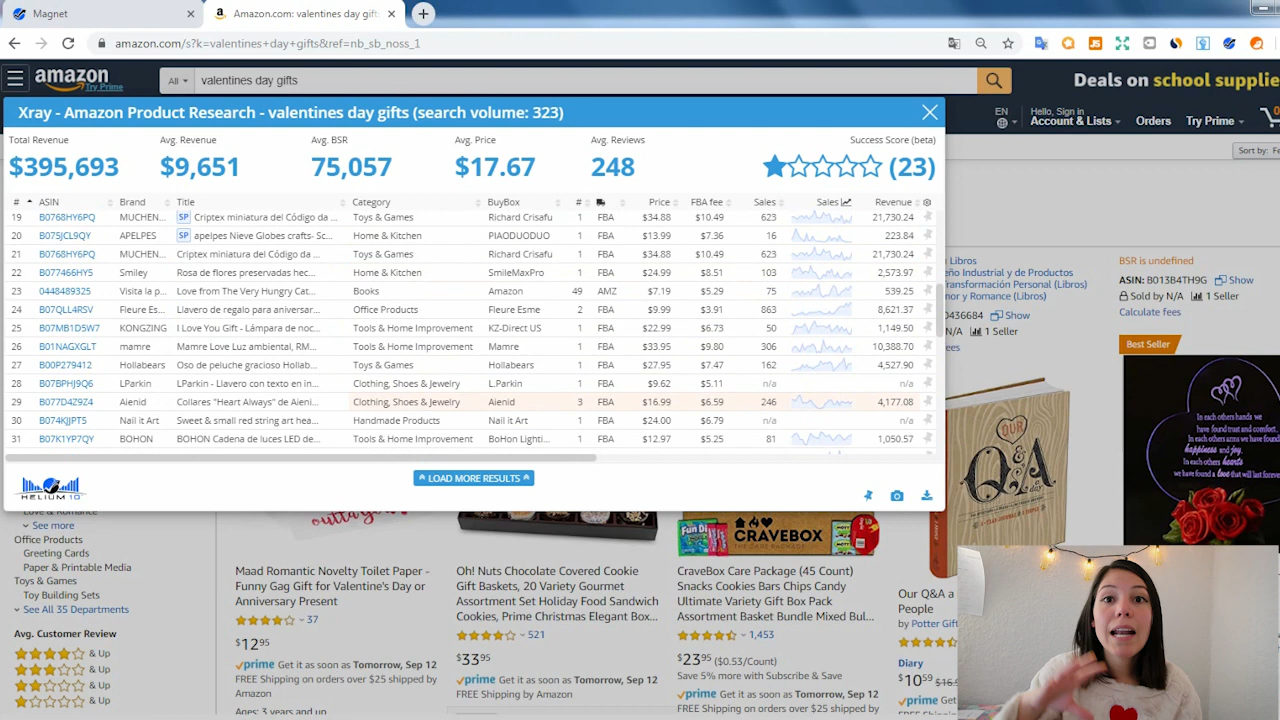 Magnet
Amazon.com: valentines day gifts
amazon.com/s?k=valentines+day+gifts&ref=nb_sb_noss_1
amazon
Try Prime
All
valentines day gifts
Deals on school supplie
EN
Hello, Sign in
Account & Lists
Orders
Try Prime
Cart
Sort by: Fe
Xray - Amazon Product Research - valentines day gifts (search volume: 323)
Total Revenue Avg. Revenue Avg. BSR Avg. Price Avg. Reviews Success Score (beta)
$395,693 $9,651 75,057 $17.67 248 (23)
# ASIN Brand Title Category BuyBox # Price FBA fee Sales Sales Revenue
19 B0768HY6PQ MUCHEN... SP Criptex miniatura del Código da ... Toys & Games Richard Crisafu 1 FBA $34.88 $10.49 623 21,730.24
20 B075JCL9QY APELPES SP apelpes Nieve Globes crafts- Sc... Home & Kitchen PIAODUODUO 1 FBA $13.99 $7.36 16 223.84
21 B0768HY6PQ MUCHEN... Criptex miniatura del Código da ... Toys & Games Richard Crisafu 1 FBA $34.88 $10.49 623 21,730.24
22 B077466HY5 Smiley Rosa de flores preservadas hec... Home & Kitchen SmileMaxPro 1 FBA $24.99 $8.51 103 2,573.97
23 0448489325 Visita la p... Love from The Very Hungry Cat... Books Amazon 49 AMZ $7.19 $5.29 75 539.25
24 B07QLL4RSV Fleure Es... Llavero de regalo para aniversar... Office Products Fleure Esme 2 FBA $9.99 $3.91 863 8,621.37
25 B07MB1D5W7 KONGZING I Love You Gift - Lámpara de noc... Tools & Home Improvement KZ-Direct US 1 FBA $22.99 $6.73 50 1,149.50
26 B01NAGXGLT mamre Mamre Love Luz ambiental, RM... Tools & Home Improvement Mamre 1 FBA $33.95 $9.80 306 10,388.70
27 B00P279412 Hollabears Oso de peluche gracioso Hollab... Toys & Games Hollabears 1 FBA $27.95 $7.47 162 4,527.90
28 B07BPHJ9Q6 LParkin LParkin - Llavero con texto en in... Clothing, Shoes & Jewelry L.Parkin 1 FBA $9.62 $5.11 n/a n/a
29 B077D4Z9Z4 Aienid Collares "Heart Always" de Aieni... Clothing, Shoes & Jewelry Aienid 3 FBA $16.99 $6.59 246 4,177.08
30 B074KJJPT5 Nail it Art Sweet & small red string art hea... Handmade Products Nail it Art 1 FBA $24.00 $6.79 n/a n/a
31 B07K1YP7QY BOHON BOHON Cadena de luces LED de... Tools & Home Improvement BoHon Lighti... 1 FBA $12.97 $5.25 81 1,050.57
LOAD MORE RESULTS
HELIUM 10
Libros
eño Industrial y de Productos
ransformación Personal (Libros)
mor y Romance (Libros)
0436684 Show
N/A 1 Seller
ees
BSR is undefined
ASIN: B013B4TH9G Show
Sold by N/A 1 Seller
Calculate fees
Best Seller
OUR
Q&A
a day
In each others hands we
have found trust and comfort.
In each others arms we have found
happiness and joy,
In each others hearts
we have found a love that will last forever.
outta you!
CRAVEBOX
See more
Office Products
Greeting Cards
Paper & Printable Media
Toys & Games
Toy Building Sets
See All 35 Departments
Avg. Customer Review
& Up
& Up
& Up
& Up
Maad Romantic Novelty Toilet Paper -
Funny Gag Gift for Valentine's Day or
Anniversary Present
37
$12 95
prime Get it as soon as Tomorrow, Sep 12
FREE Shipping on orders over $25 shipped by
Amazon
Ages: 3 years and up
Oh! Nuts Chocolate Covered Cookie
Gift Baskets, 20 Variety Gourmet
Assortment Set Holiday Food Sandwich
Cookies, Prime Christmas Elegant Box...
521
$33 95
prime Get it as soon as Tomorrow, Sep 12
FREE Shipping by Amazon
CraveBox Care Package (45 Count)
Snacks Cookies Bars Chips Candy
Ultimate Variety Gift Box Pack
Assortment Basket Bundle Mixed Bul...
1,453
$23 95 ($0.53/Count)
Save 5% more with Subscribe & Save
prime Get it as soon as Tomorrow, Sep 12
FREE Shipping on orders over $25 shipped by
Our Q&A
People
by Potter Gift
Diary
$10 59
prime